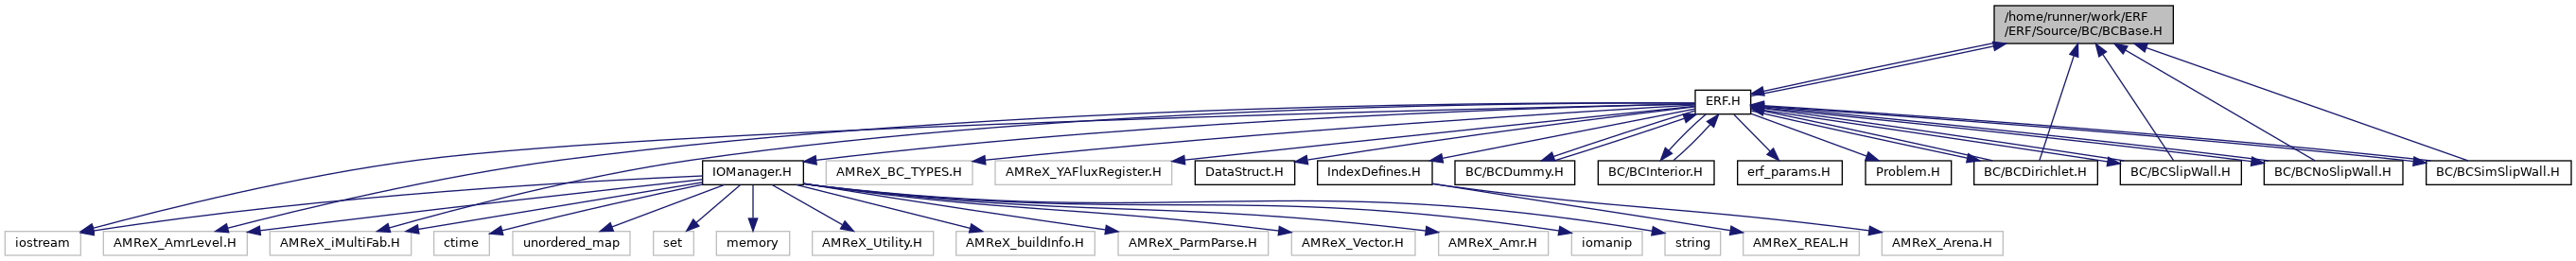 /home/runner/work/ERF
/ERF/Source/BC/BCBase.H
ERF.H
IOManager.H
AMReX_BC_TYPES.H
AMReX_YAFluxRegister.H
DataStruct.H
IndexDefines.H
BC/BCDummy.H
BC/BCInterior.H
erf_params.H
Problem.H
BC/BCDirichlet.H
BC/BCSlipWall.H
BC/BCNoSlipWall.H
BC/BCSimSlipWall.H
iostream
AMReX_AmrLevel.H
AMReX_iMultiFab.H
ctime
unordered_map
set
memory
AMReX_Utility.H
AMReX_buildInfo.H
AMReX_ParmParse.H
AMReX_Vector.H
AMReX_Amr.H
iomanip
string
AMReX_REAL.H
AMReX_Arena.H